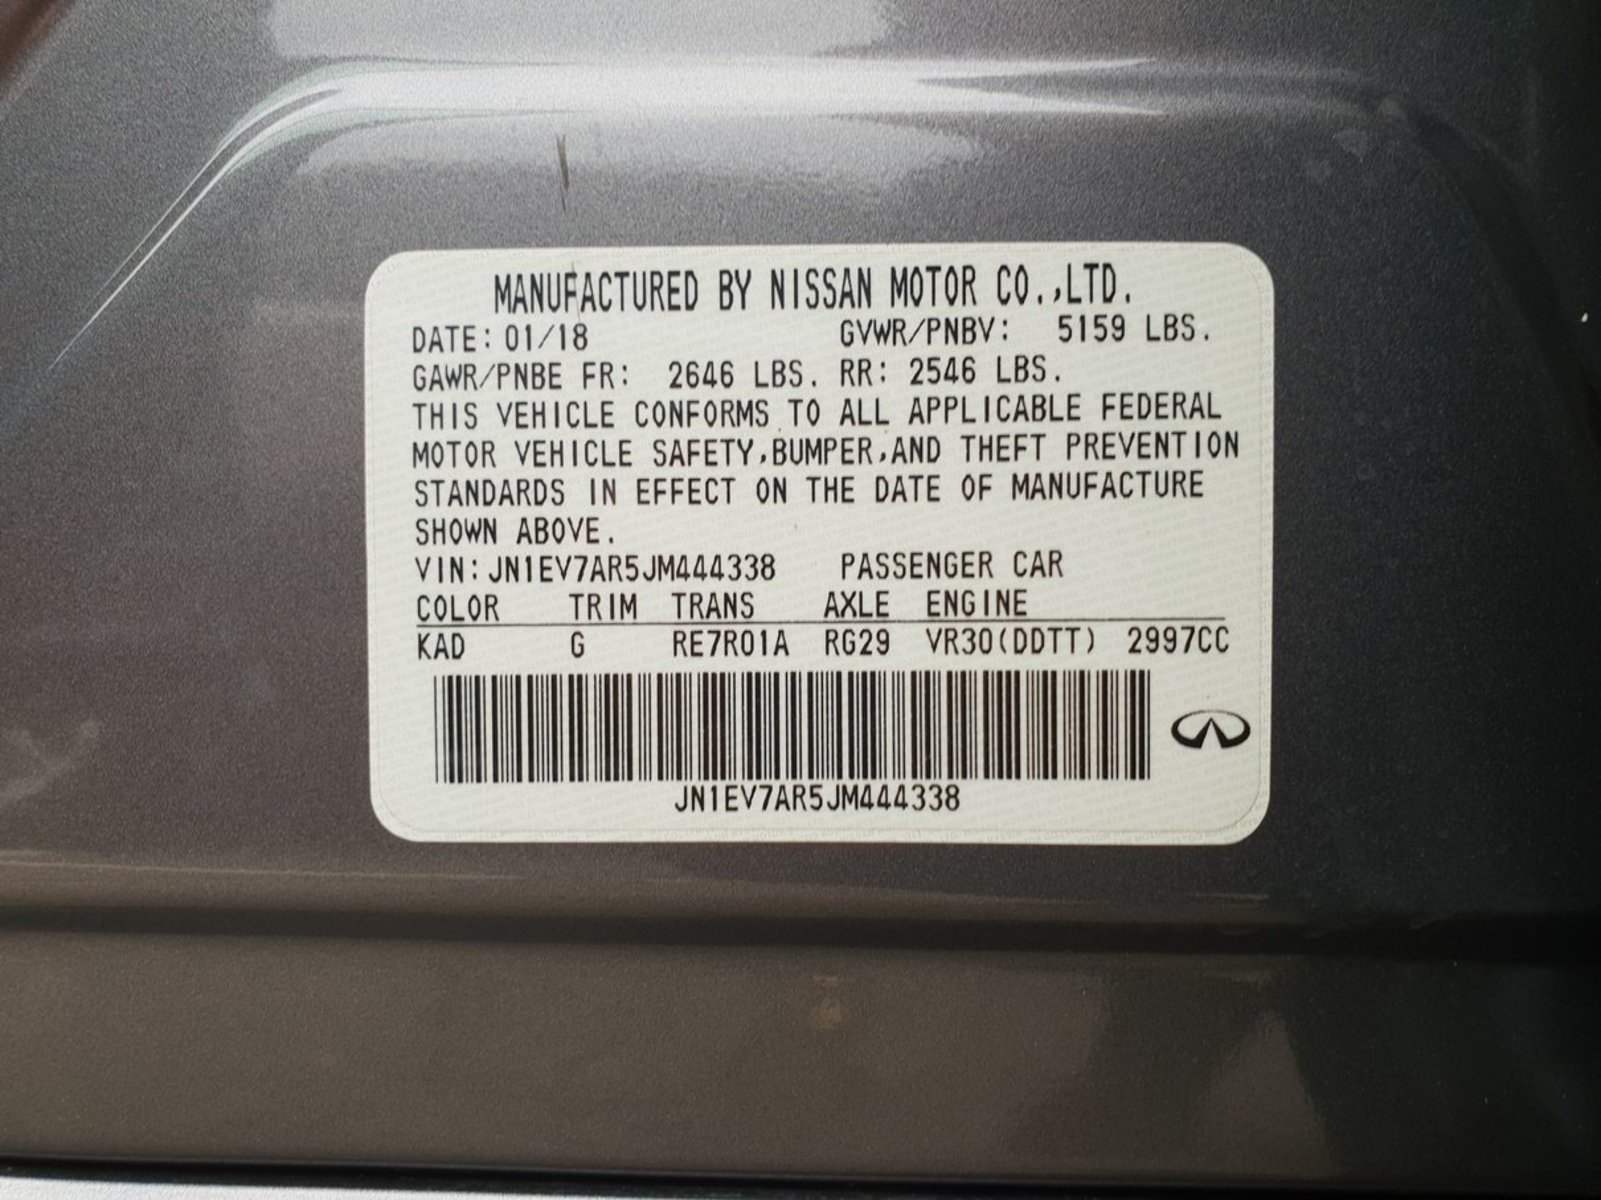 MANUFACTURED BY NISSAN MOTOR CO.,LTD.
DATE: 01/18 GVWR/PNBV: 5159 LBS.
GAWR/PNBE FR: 2646 LBS. RR: 2546 LBS.
THIS VEHICLE CONFORMS TO ALL APPLICABLE FEDERAL
MOTOR VEHICLE SAFETY,BUMPER,AND THEFT PREVENTION
STANDARDS IN EFFECT ON THE DATE OF MANUFACTURE
SHOWN ABOVE.
VIN: JN1EV7AR5JM444338 PASSENGER CAR
COLOR TRIM TRANS AXLE ENGINE
KAD G RE7R01A RG29 VR30(DDTT) 2997CC
JN1EV7AR5JM444338